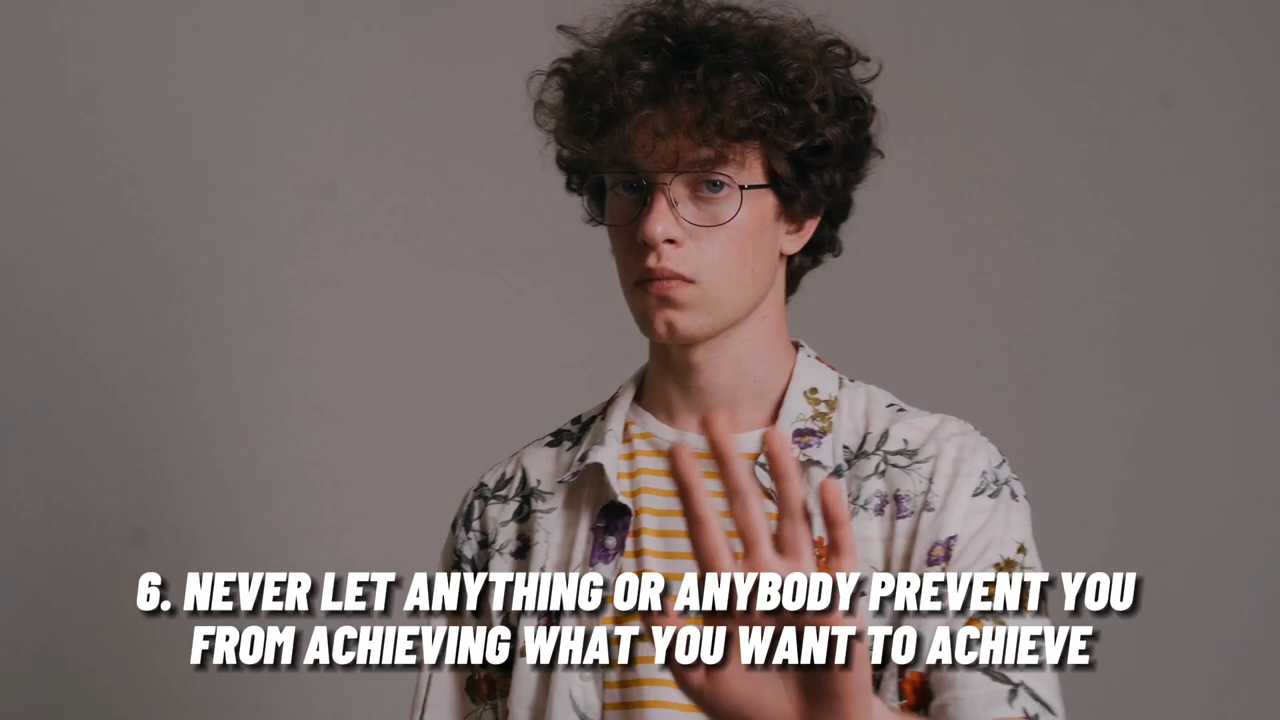 6. NEVER LET ANYTHING OR ANYBODY PREVENT YOU
FROM ACHIEVING WHAT YOU WANT TO ACHIEVE